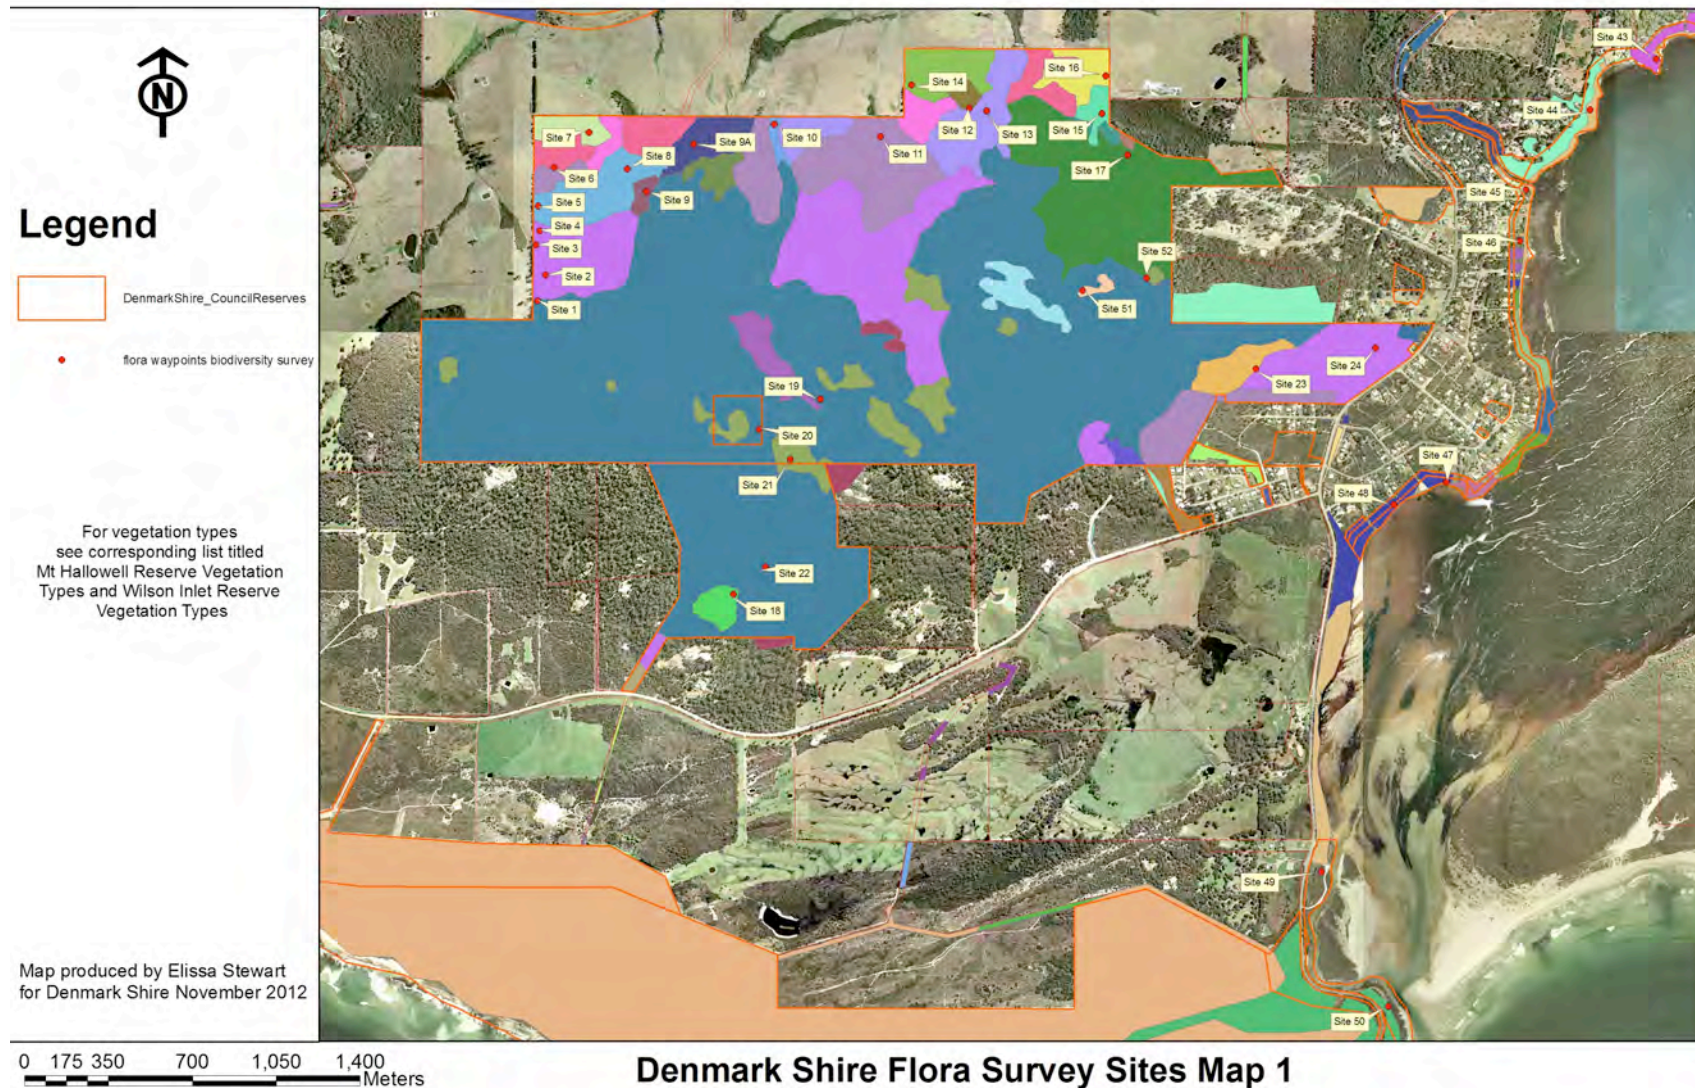 N
Legend
DenmarkShire_CouncilReserves
flora waypoints biodiversity survey
For vegetation types
see corresponding list titled
Mt Hallowell Reserve Vegetation
Types and Wilson Inlet Reserve
Vegetation Types
Map produced by Elissa Stewart
for Denmark Shire November 2012
0 175 350 700 1,050 1,400
Meters
Denmark Shire Flora Survey Sites Map 1
Site 43
Site 16
Site 14
Site 44
Site 12
Site 13
Site 15
Site 7
Site 9A
Site 10
Site 11
Site 8
Site 6
Site 17
Site 45
Site 9
Site 5
Site 4
Site 3
Site 46
Site 52
Site 2
Site 51
Site 1
Site 24
Site 23
Site 19
Site 20
Site 21
Site 47
Site 48
Site 22
Site 18
Site 49
Site 50